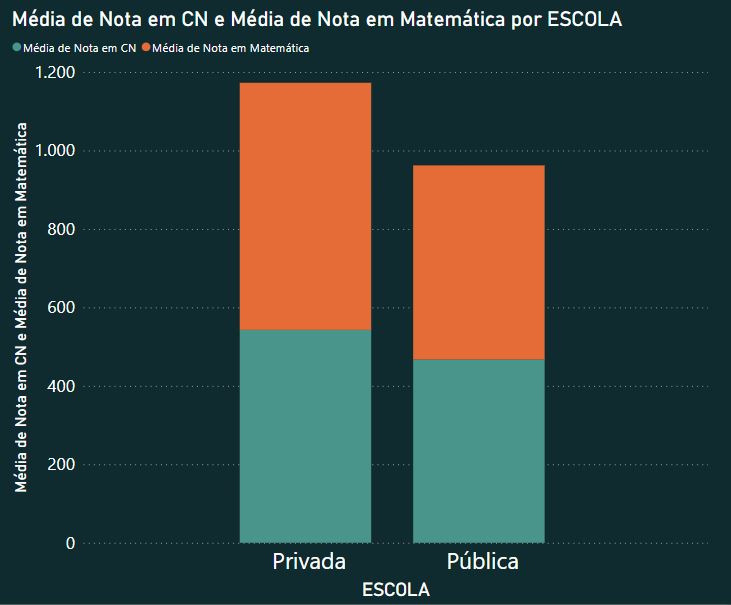 Média de Nota em CN e Média de Nota em Matemática por ESCOLA
Média de Nota em CN Média de Nota em Matemática
Média de Nota em CN e Média de Nota em Matemática
1.200
1.000
800
600
400
200
0
Privada Pública
ESCOLA